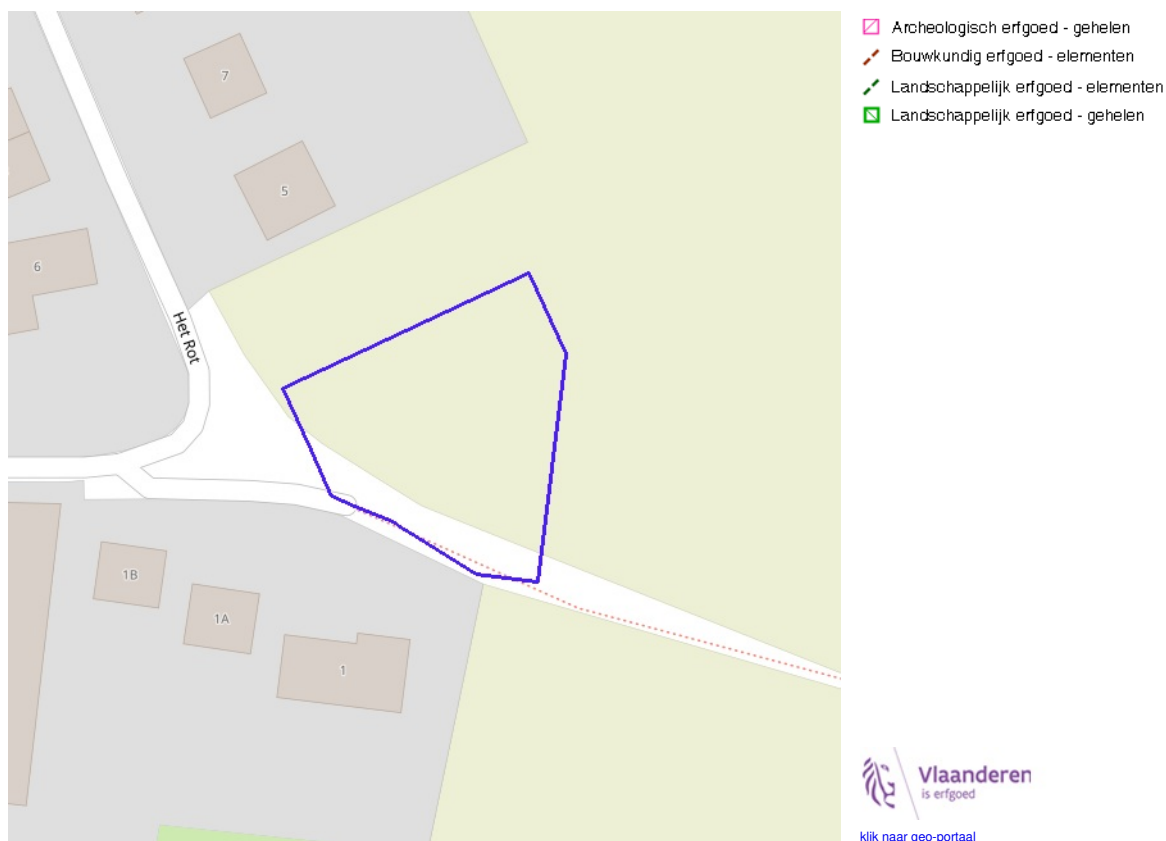 7
5
6
Het Rot
1B
1A
1
Archeologisch erfgoed - gehelen
Bouwkundig erfgoed - elementen
Landschappelijk erfgoed - elementen
Landschappelijk erfgoed - gehelen
Vlaanderen
is erfgoed
klik naar geo-portaal